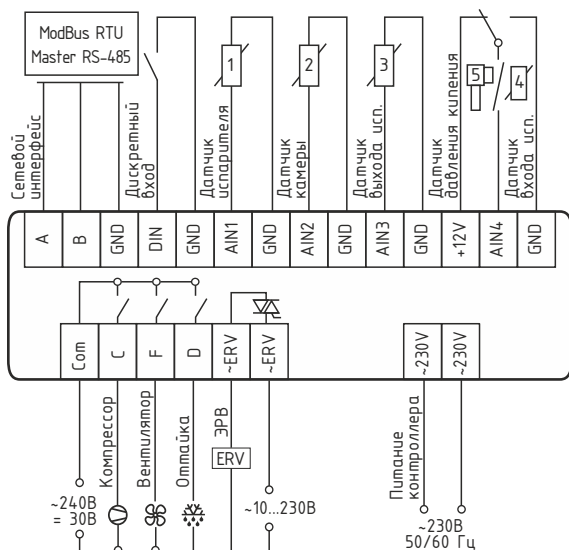 ModBus RTU
Master RS-485
1
2
3
5
4
Сетевой
интерфейс
Дискретный
вход
Датчик
испарителя
Датчик
камеры
Датчик
выхода исп.
Датчик
давления кипения
Датчик
входа исп.
A
B
GND
DIN
GND
AIN1
GND
AIN2
GND
AIN3
GND
+12V
AIN4
GND
Com
C
F
D
~ERV
~ERV
~230V
~230V
Компрессор
Вентилятор
Оттайка
ЭРВ
ERV
Питание
контроллера
~240В
= 30В
~10...230В
~230В
50/60 Гц